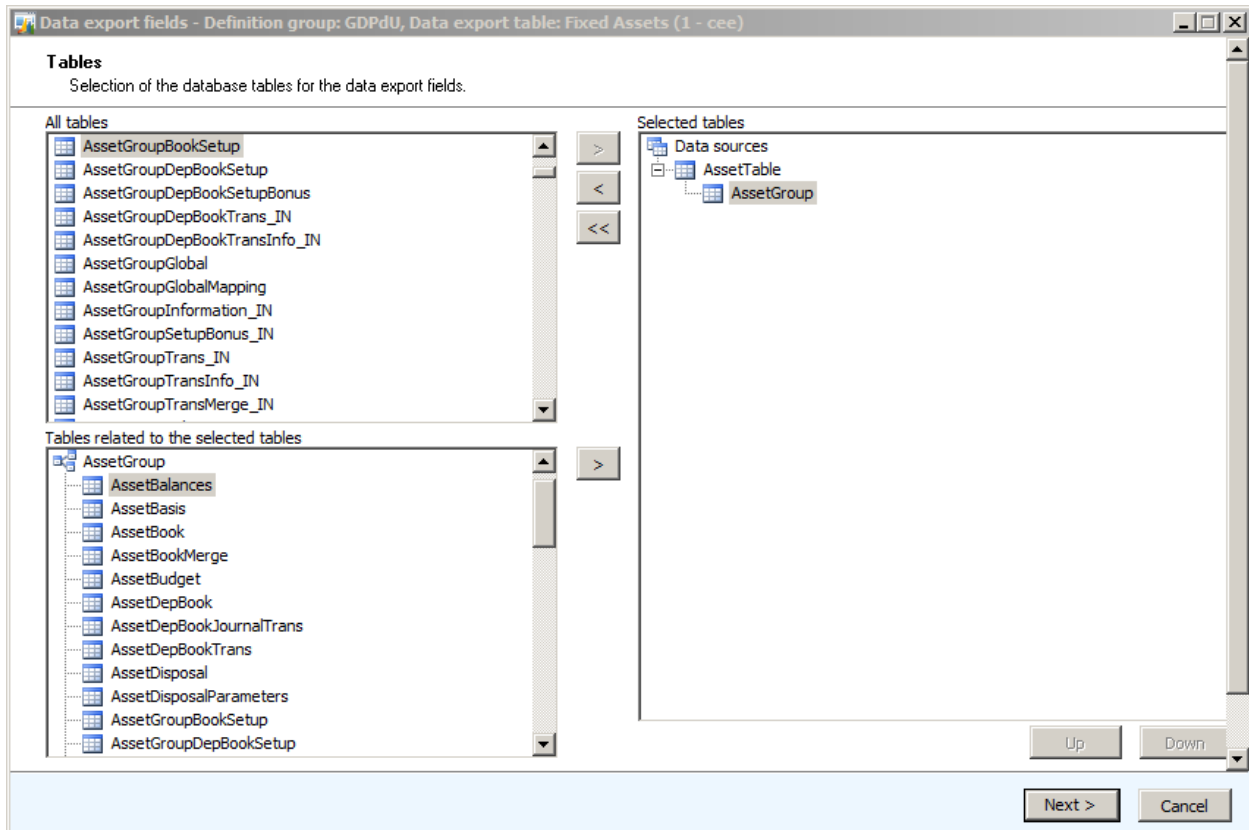 Data export fields - Definition group: GDPdU, Data export table: Fixed Assets (1 - cee)
Tables
Selection of the database tables for the data export fields.
All tables
AssetGroupBookSetup
AssetGroupDepBookSetup
AssetGroupDepBookSetupBonus
AssetGroupDepBookTrans_IN
AssetGroupDepBookTransInfo_IN
AssetGroupGlobal
AssetGroupGlobalMapping
AssetGroupInformation_IN
AssetGroupSetupBonus_IN
AssetGroupTrans_IN
AssetGroupTransInfo_IN
AssetGroupTransMerge_IN
>
<
<<
Selected tables
Data sources
AssetTable
AssetGroup
Tables related to the selected tables
AssetGroup
AssetBalances
AssetBasis
AssetBook
AssetBookMerge
AssetBudget
AssetDepBook
AssetDepBookJournalTrans
AssetDepBookTrans
AssetDisposal
AssetDisposalParameters
AssetGroupBookSetup
AssetGroupDepBookSetup
>
Up
Down
Next >
Cancel